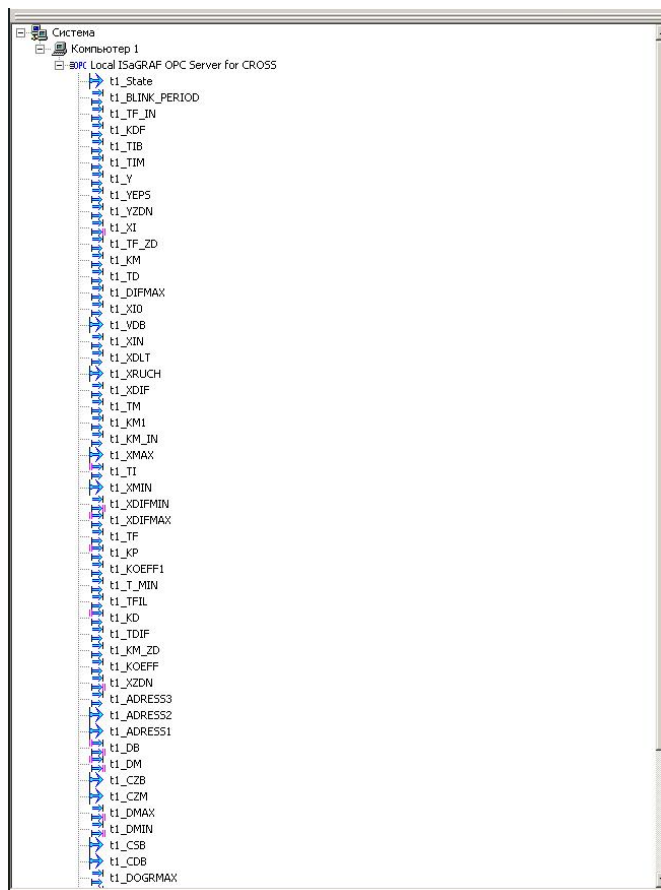 Система
Компьютер 1
OPC Local ISaGRAF OPC Server for CROSS
t1_State
t1_BLINK_PERIOD
t1_TF_IN
t1_KDF
t1_TIB
t1_TIM
t1_Y
t1_YEPS
t1_YZDN
t1_XI
t1_TF_ZD
t1_KM
t1_TD
t1_DIFMAX
t1_XI0
t1_VDB
t1_XIN
t1_XDLT
t1_XRUCH
t1_XDIF
t1_TM
t1_KM1
t1_KM_IN
t1_XMAX
t1_TI
t1_XMIN
t1_XDIFMIN
t1_XDIFMAX
t1_TF
t1_KP
t1_KOEFF1
t1_T_MIN
t1_TFIL
t1_KD
t1_TDIF
t1_KM_ZD
t1_KOEFF
t1_XZDN
t1_ADRESS3
t1_ADRESS2
t1_ADRESS1
t1_DB
t1_DM
t1_CZB
t1_CZM
t1_DMAX
t1_DMIN
t1_CSB
t1_CDB
t1_DOGRMAX